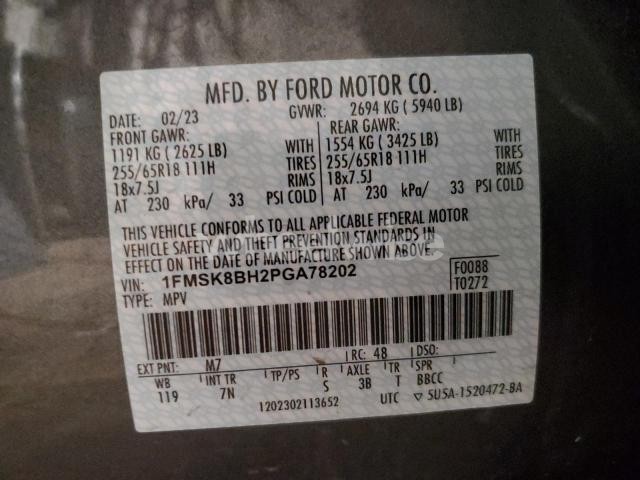 MFD. BY FORD MOTOR CO.
DATE: 02/23 GVWR: 2694 KG ( 5940 LB)
FRONT GAWR: REAR GAWR:
1191 KG ( 2625 LB) WITH 1554 KG ( 3425 LB) WITH
255/65R18 111H TIRES 255/65R18 111H TIRES
18x7.5J RIMS 18x7.5J RIMS
AT 230 kPa/ 33 PSI COLD AT 230 kPa/ 33 PSI COLD
THIS VEHICLE CONFORMS TO ALL APPLICABLE FEDERAL MOTOR
VEHICLE SAFETY AND THEFT PREVENTION STANDARDS IN
EFFECT ON THE DATE OF MANUFACTURE SHOWN ABOVE.
VIN: 1FMSK8BH2PGA78202 F0088
TYPE: MPV T0272
EXT PNT: M7 RC: 48 DSO:
WB INT TR TP/PS R AXLE TR SPR
119 7N S 3B T BBCC
1202302113652 UTC ▽ 5U5A-1520472-BA